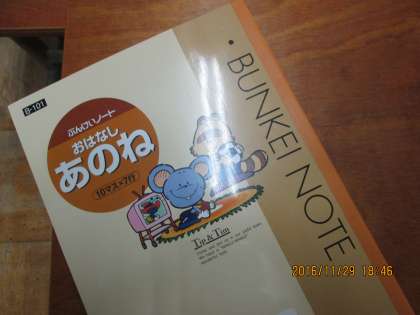 B-101
ぶんけいノート
おはなし
あのね
10マス×7行
Tip & Tim
・BUNKEI NOTE
2016/11/29 18:46